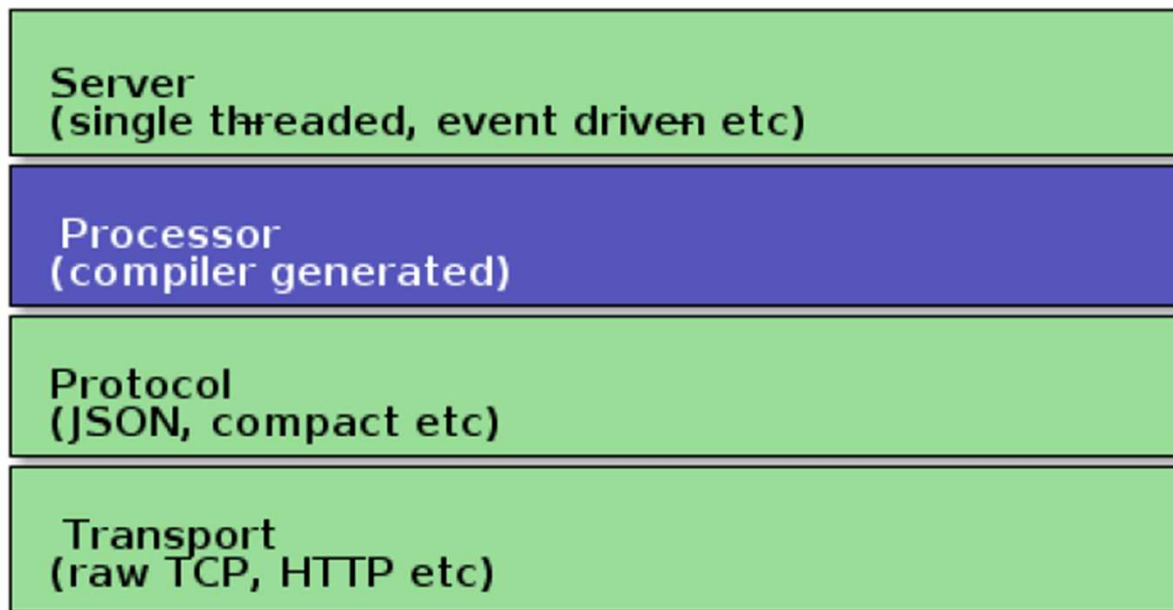 Server
(single threaded, event driven etc)
Processor
(compiler generated)
Protocol
(JSON, compact etc)
Transport
(raw TCP, HTTP etc)